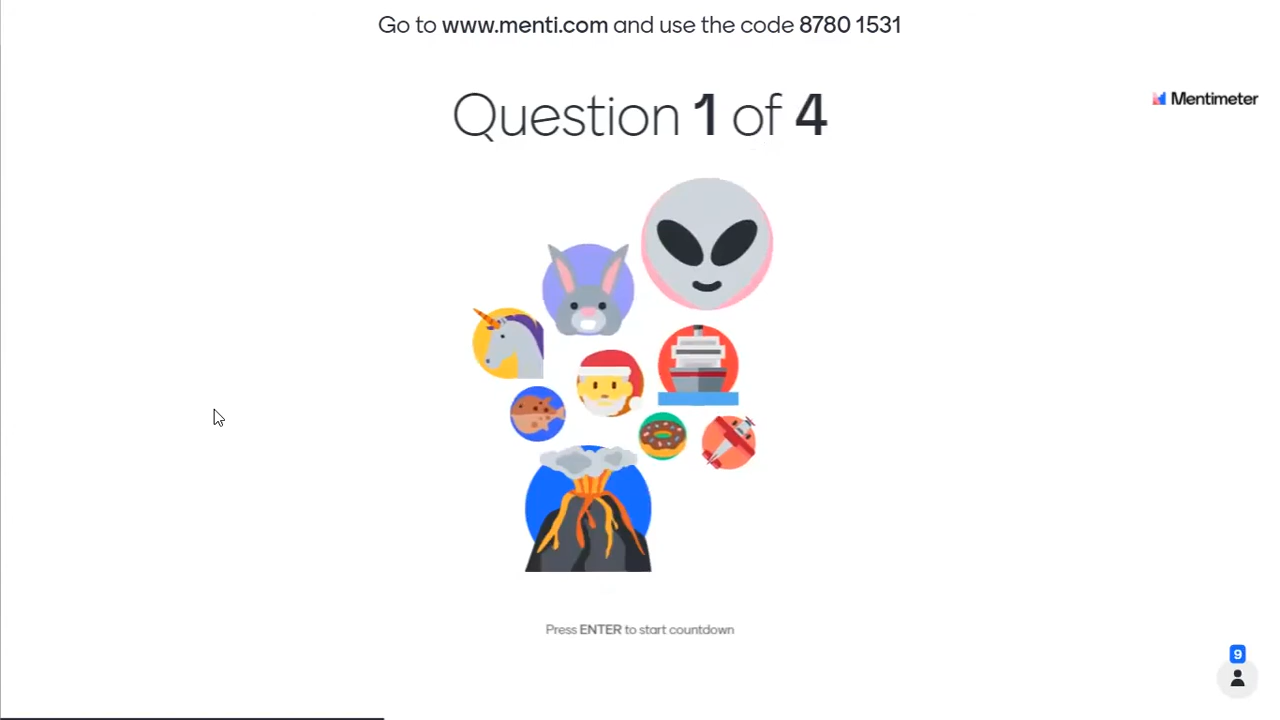 Go to www.menti.com and use the code 8780 1531
Question 1 of 4
Mentimeter
Press ENTER to start countdown
9